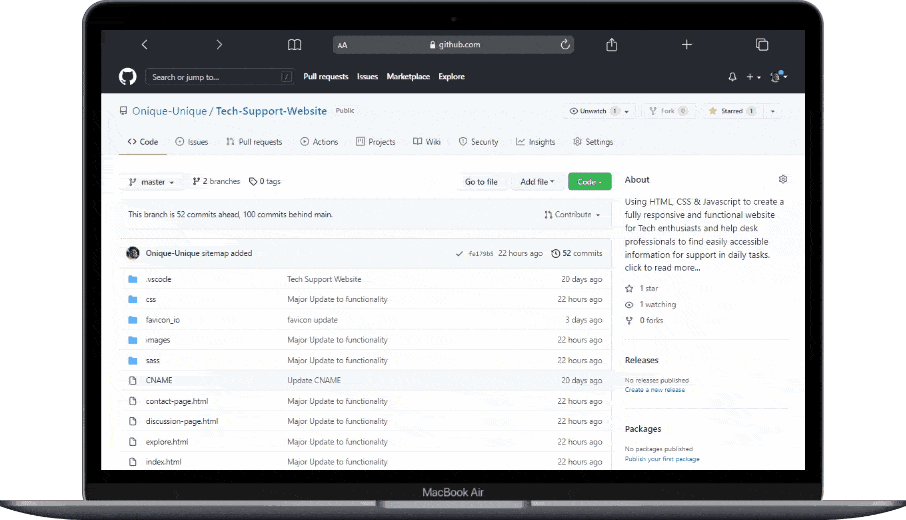 AA github.com
Search or jump to... / Pull requests Issues Marketplace Explore
Onique-Unique / Tech-Support-Website Public
Unwatch 1 Fork 0 Starred 1
Code Issues Pull requests Actions Projects Wiki Security Insights Settings
master 2 branches 0 tags Go to file Add file Code
This branch is 52 commits ahead, 100 commits behind main. Contribute
Onique-Unique sitemap added fa179b5 22 hours ago 52 commits
.vscode Tech Support Website 20 days ago
css Major Update to functionality 22 hours ago
favicon_io favicon update 3 days ago
images Major Update to functionality 22 hours ago
sass Major Update to functionality 22 hours ago
CNAME Update CNAME 20 days ago
contact-page.html Major Update to functionality 22 hours ago
discussion-page.html Major Update to functionality 22 hours ago
explore.html Major Update to functionality 22 hours ago
index.html Major Update to functionality 22 hours ago
About
Using HTML, CSS & Javascript to create a
fully responsive and functional website
for Tech enthusiasts and help desk
professionals to find easily accessible
information for support in daily tasks.
click to read more...
1 star
1 watching
0 forks
Releases
No releases published
Create a new release
Packages
No packages published
Publish your first package
MacBook Air